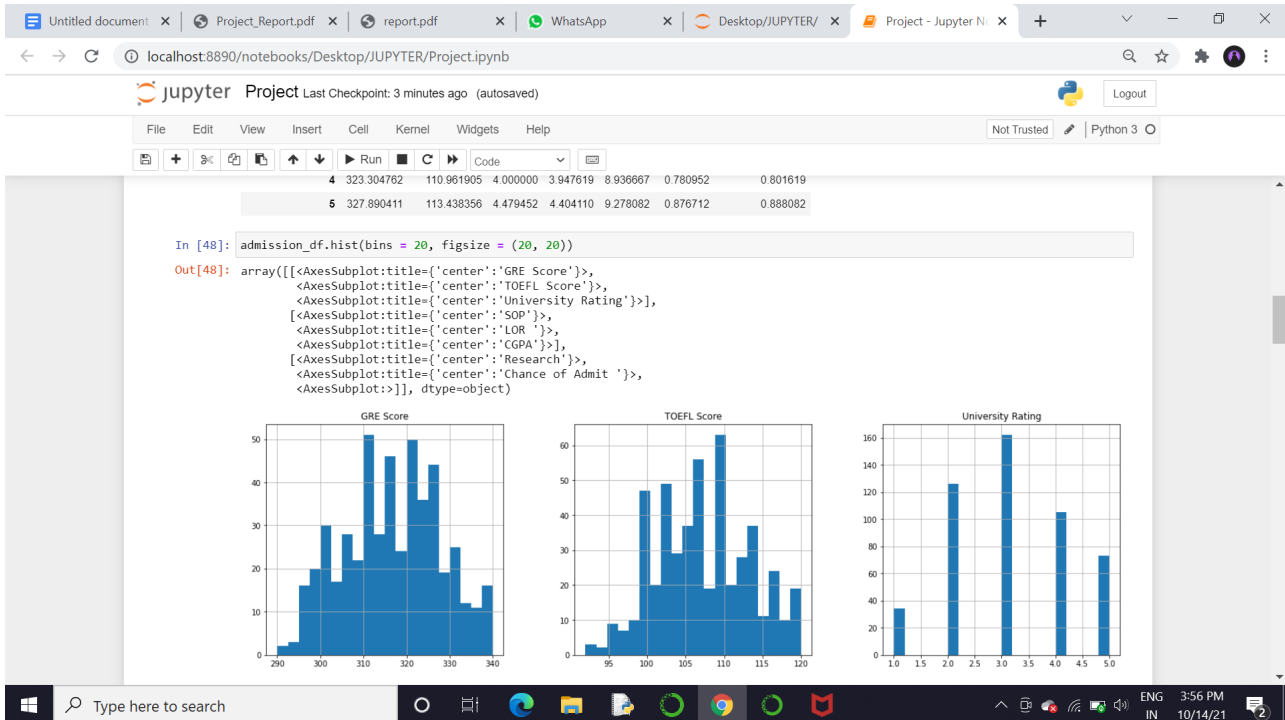 Untitled document
Project_Report.pdf
report.pdf
WhatsApp
Desktop/JUPYTER/
Project - Jupyter No
localhost:8890/notebooks/Desktop/JUPYTER/Project.ipynb
jupyter Project Last Checkpoint: 3 minutes ago (autosaved)
Logout
File Edit View Insert Cell Kernel Widgets Help
Not Trusted Python 3
Run Code
4 323.304762 110.961905 4.000000 3.947619 8.936667 0.780952 0.801619
5 327.890411 113.438356 4.479452 4.404110 9.278082 0.876712 0.888082
In [48]: admission_df.hist(bins = 20, figsize = (20, 20))
Out[48]: array([[<AxesSubplot:title={'center':'GRE Score'}>,
<AxesSubplot:title={'center':'TOEFL Score'}>,
<AxesSubplot:title={'center':'University Rating'}>],
[<AxesSubplot:title={'center':'SOP'}>,
<AxesSubplot:title={'center':'LOR '}>,
<AxesSubplot:title={'center':'CGPA'}>],
[<AxesSubplot:title={'center':'Research'}>,
<AxesSubplot:title={'center':'Chance of Admit '}>,
<AxesSubplot:>]], dtype=object)
GRE Score
50
40
30
20
10
0
290 300 310 320 330 340
TOEFL Score
60
50
40
30
20
10
0
95 100 105 110 115 120
University Rating
160
140
120
100
80
60
40
20
0
1.0 1.5 2.0 2.5 3.0 3.5 4.0 4.5 5.0
Type here to search
ENG
IN
3:56 PM
10/14/21
2